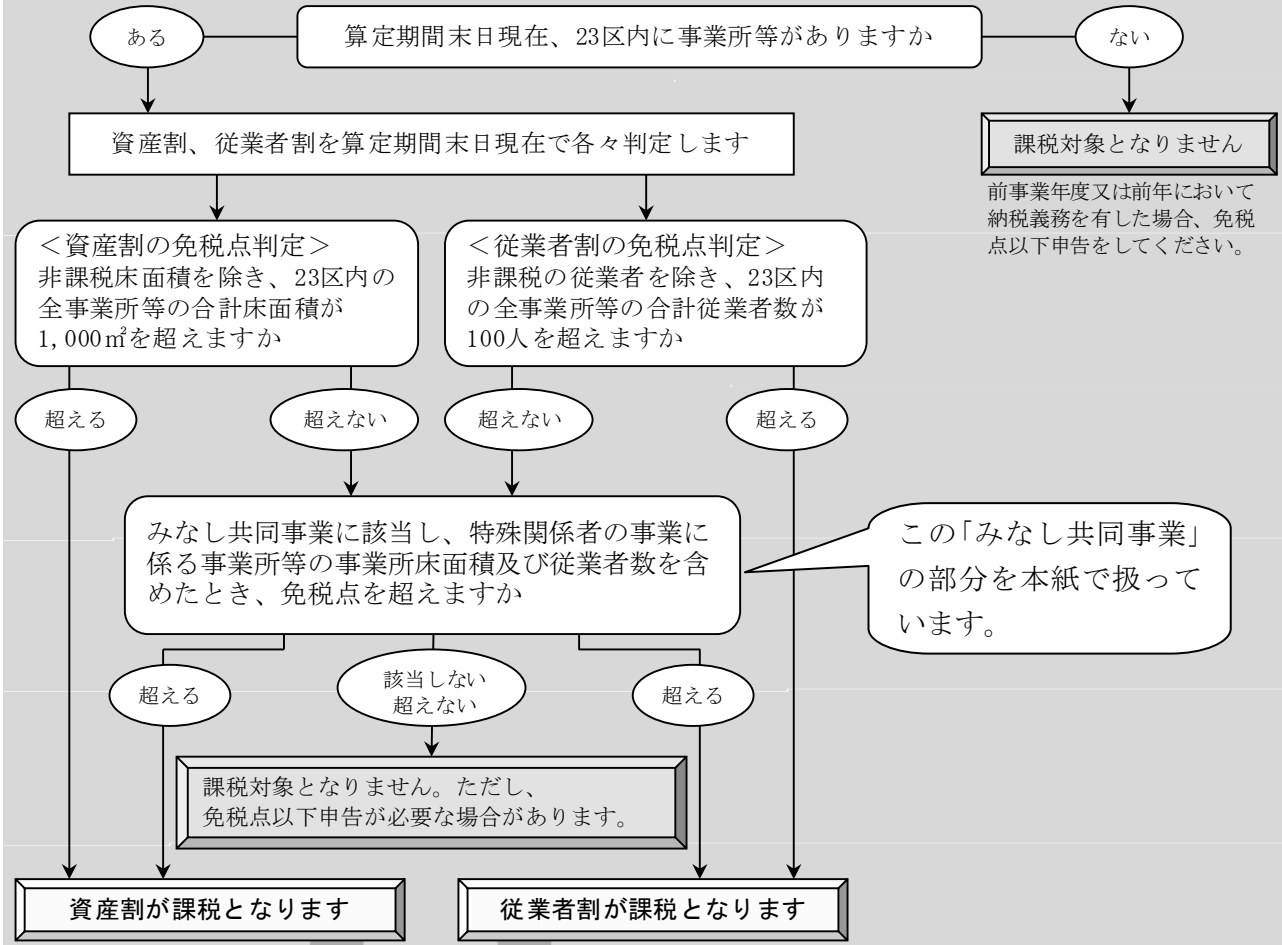 ある
算定期間末日現在、23区内に事業所等がありますか
ない
資産割、従業者割を算定期間末日現在で各々判定します
課税対象となりません
前事業年度又は前年において
納税義務を有した場合、免税
点以下申告をしてください。
＜資産割の免税点判定＞
非課税床面積を除き、23区内の
全事業所等の合計床面積が
1,000㎡を超えますか
＜従業者割の免税点判定＞
非課税の従業者を除き、23区内
の全事業所等の合計従業者数が
100人を超えますか
超える
超えない
超えない
超える
みなし共同事業に該当し、特殊関係者の事業に
係る事業所等の事業所床面積及び従業者数を含
めたとき、免税点を超えますか
この「みなし共同事業」
の部分を本紙で扱って
います。
超える
該当しない
超えない
超える
課税対象となりません。ただし、
免税点以下申告が必要な場合があります。
資産割が課税となります
従業者割が課税となります